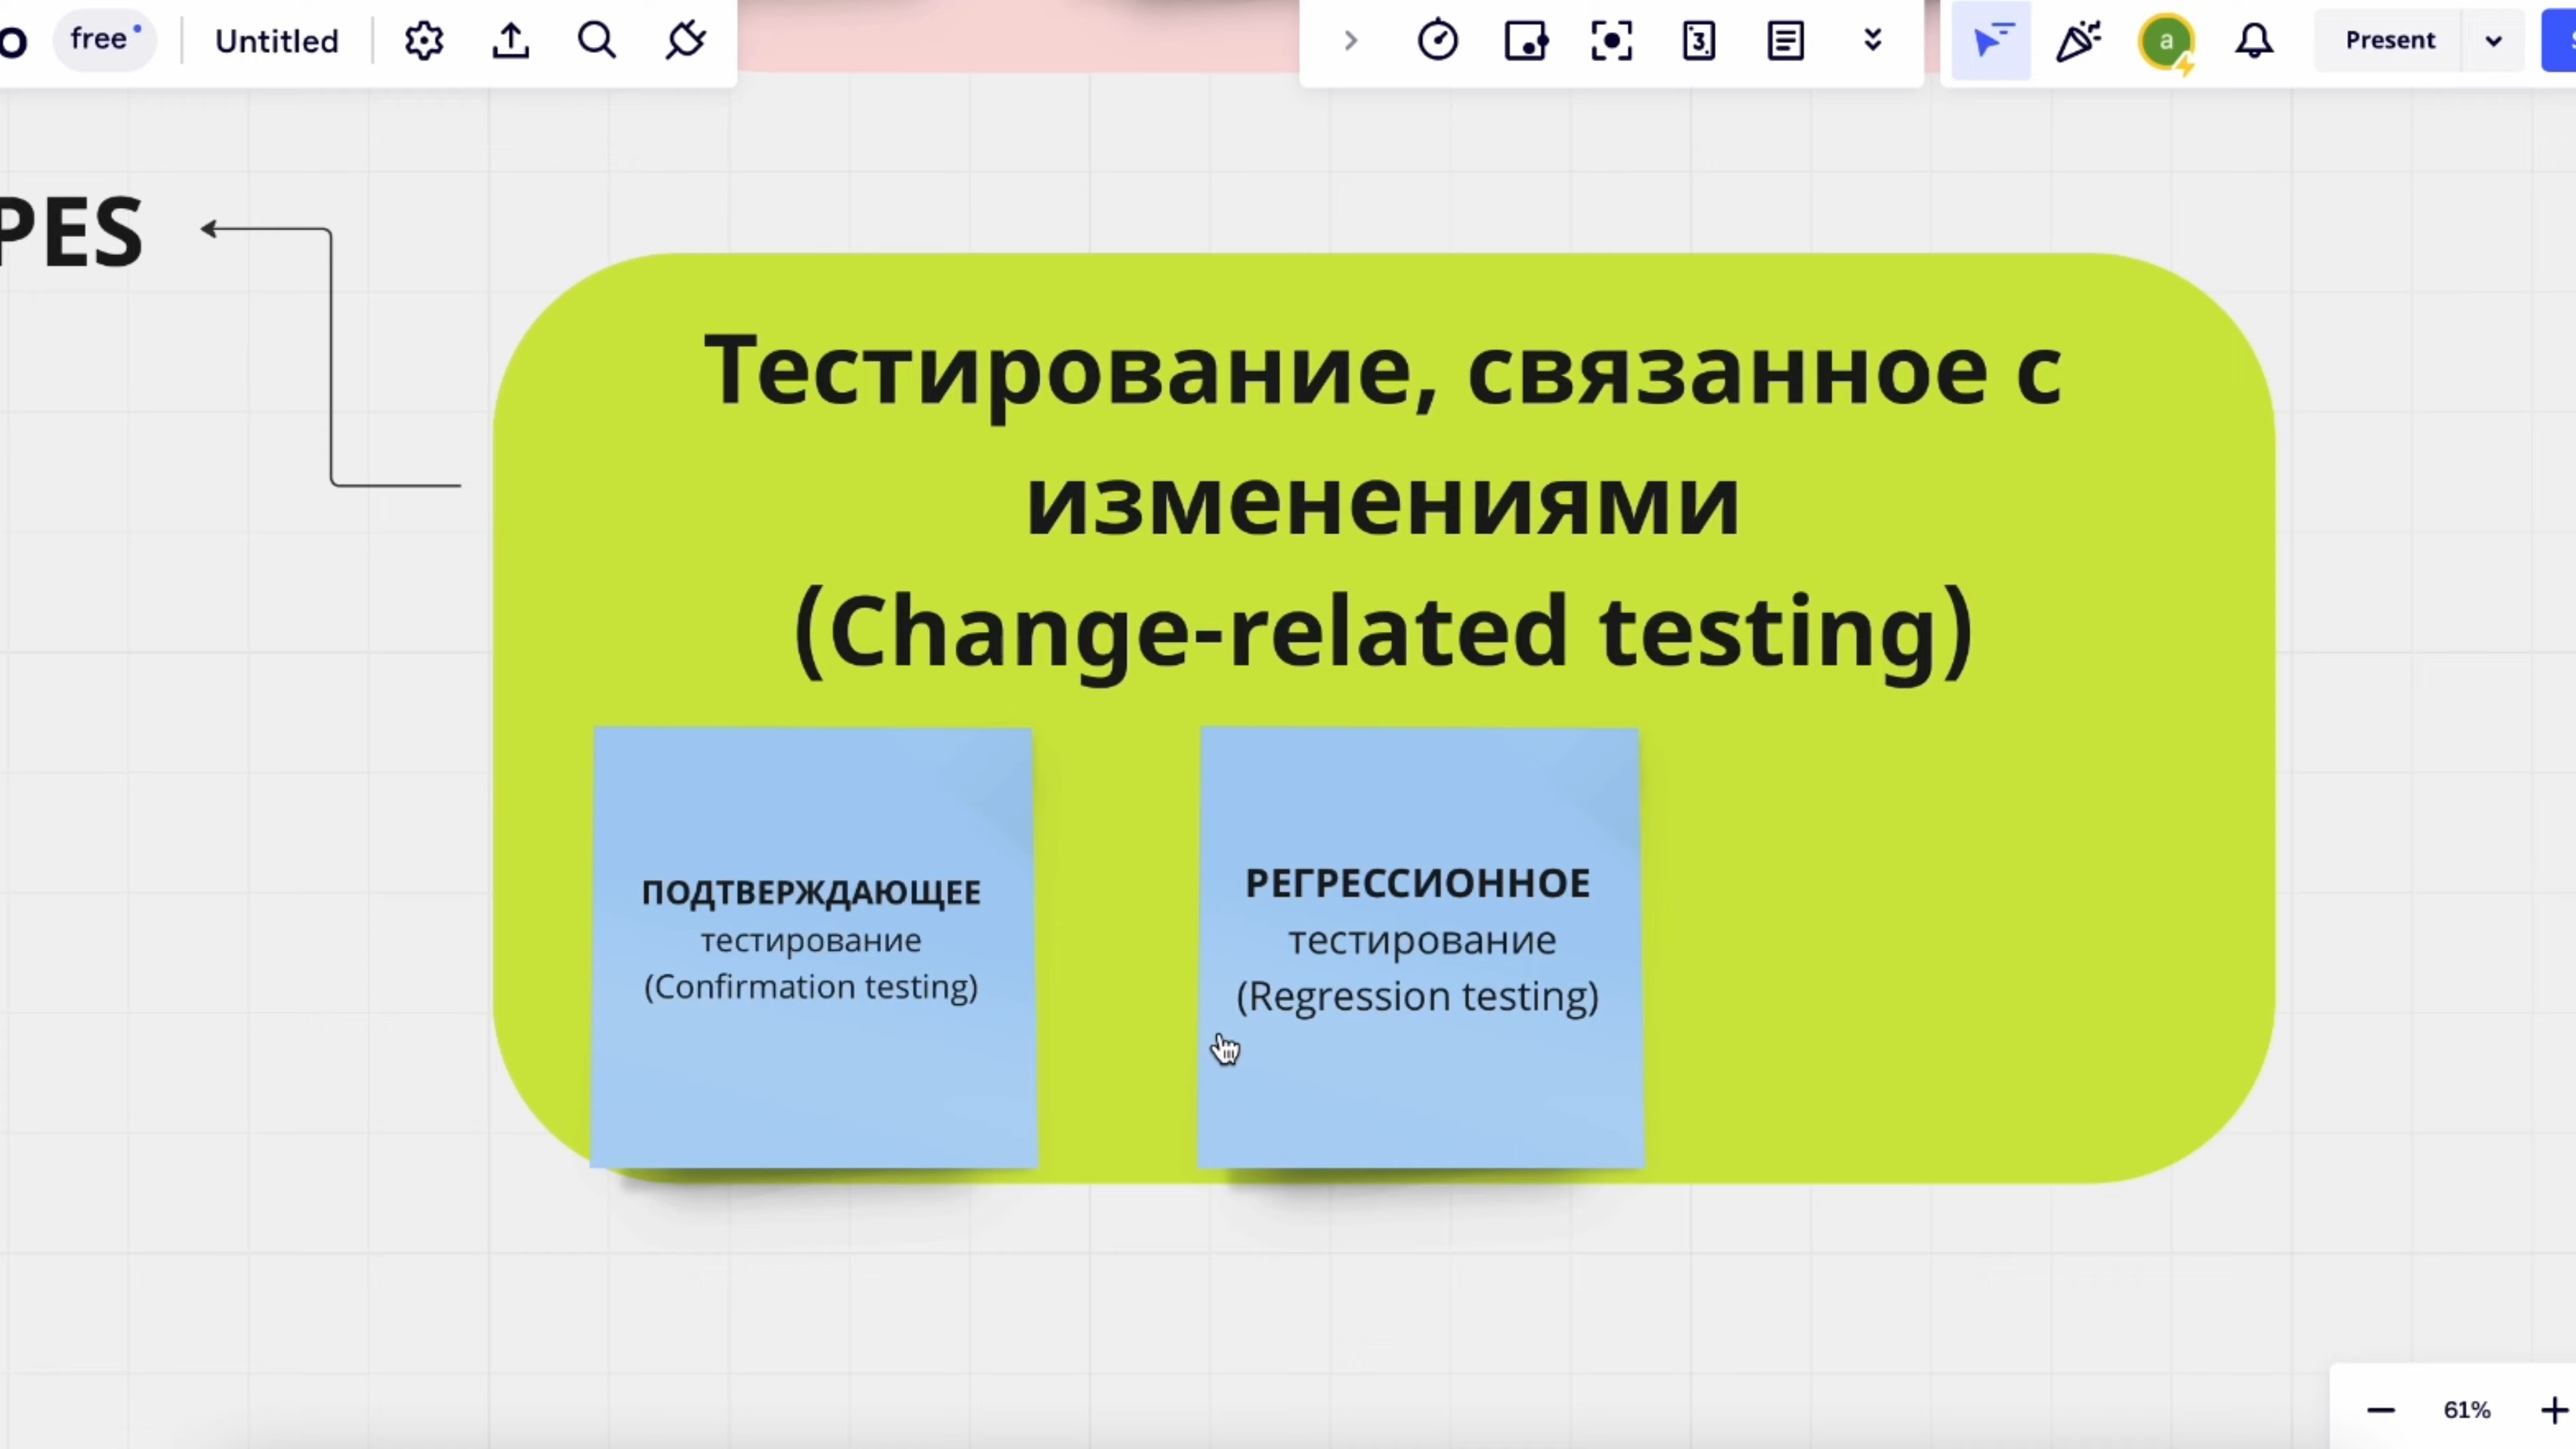 free
Untitled
3
a
Present
PES
Тестирование, связанное с
изменениями
(Change-related testing)
ПОДТВЕРЖДАЮЩЕЕ
тестирование
(Confirmation testing)
РЕГРЕССИОННОЕ
тестирование
(Regression testing)
61%